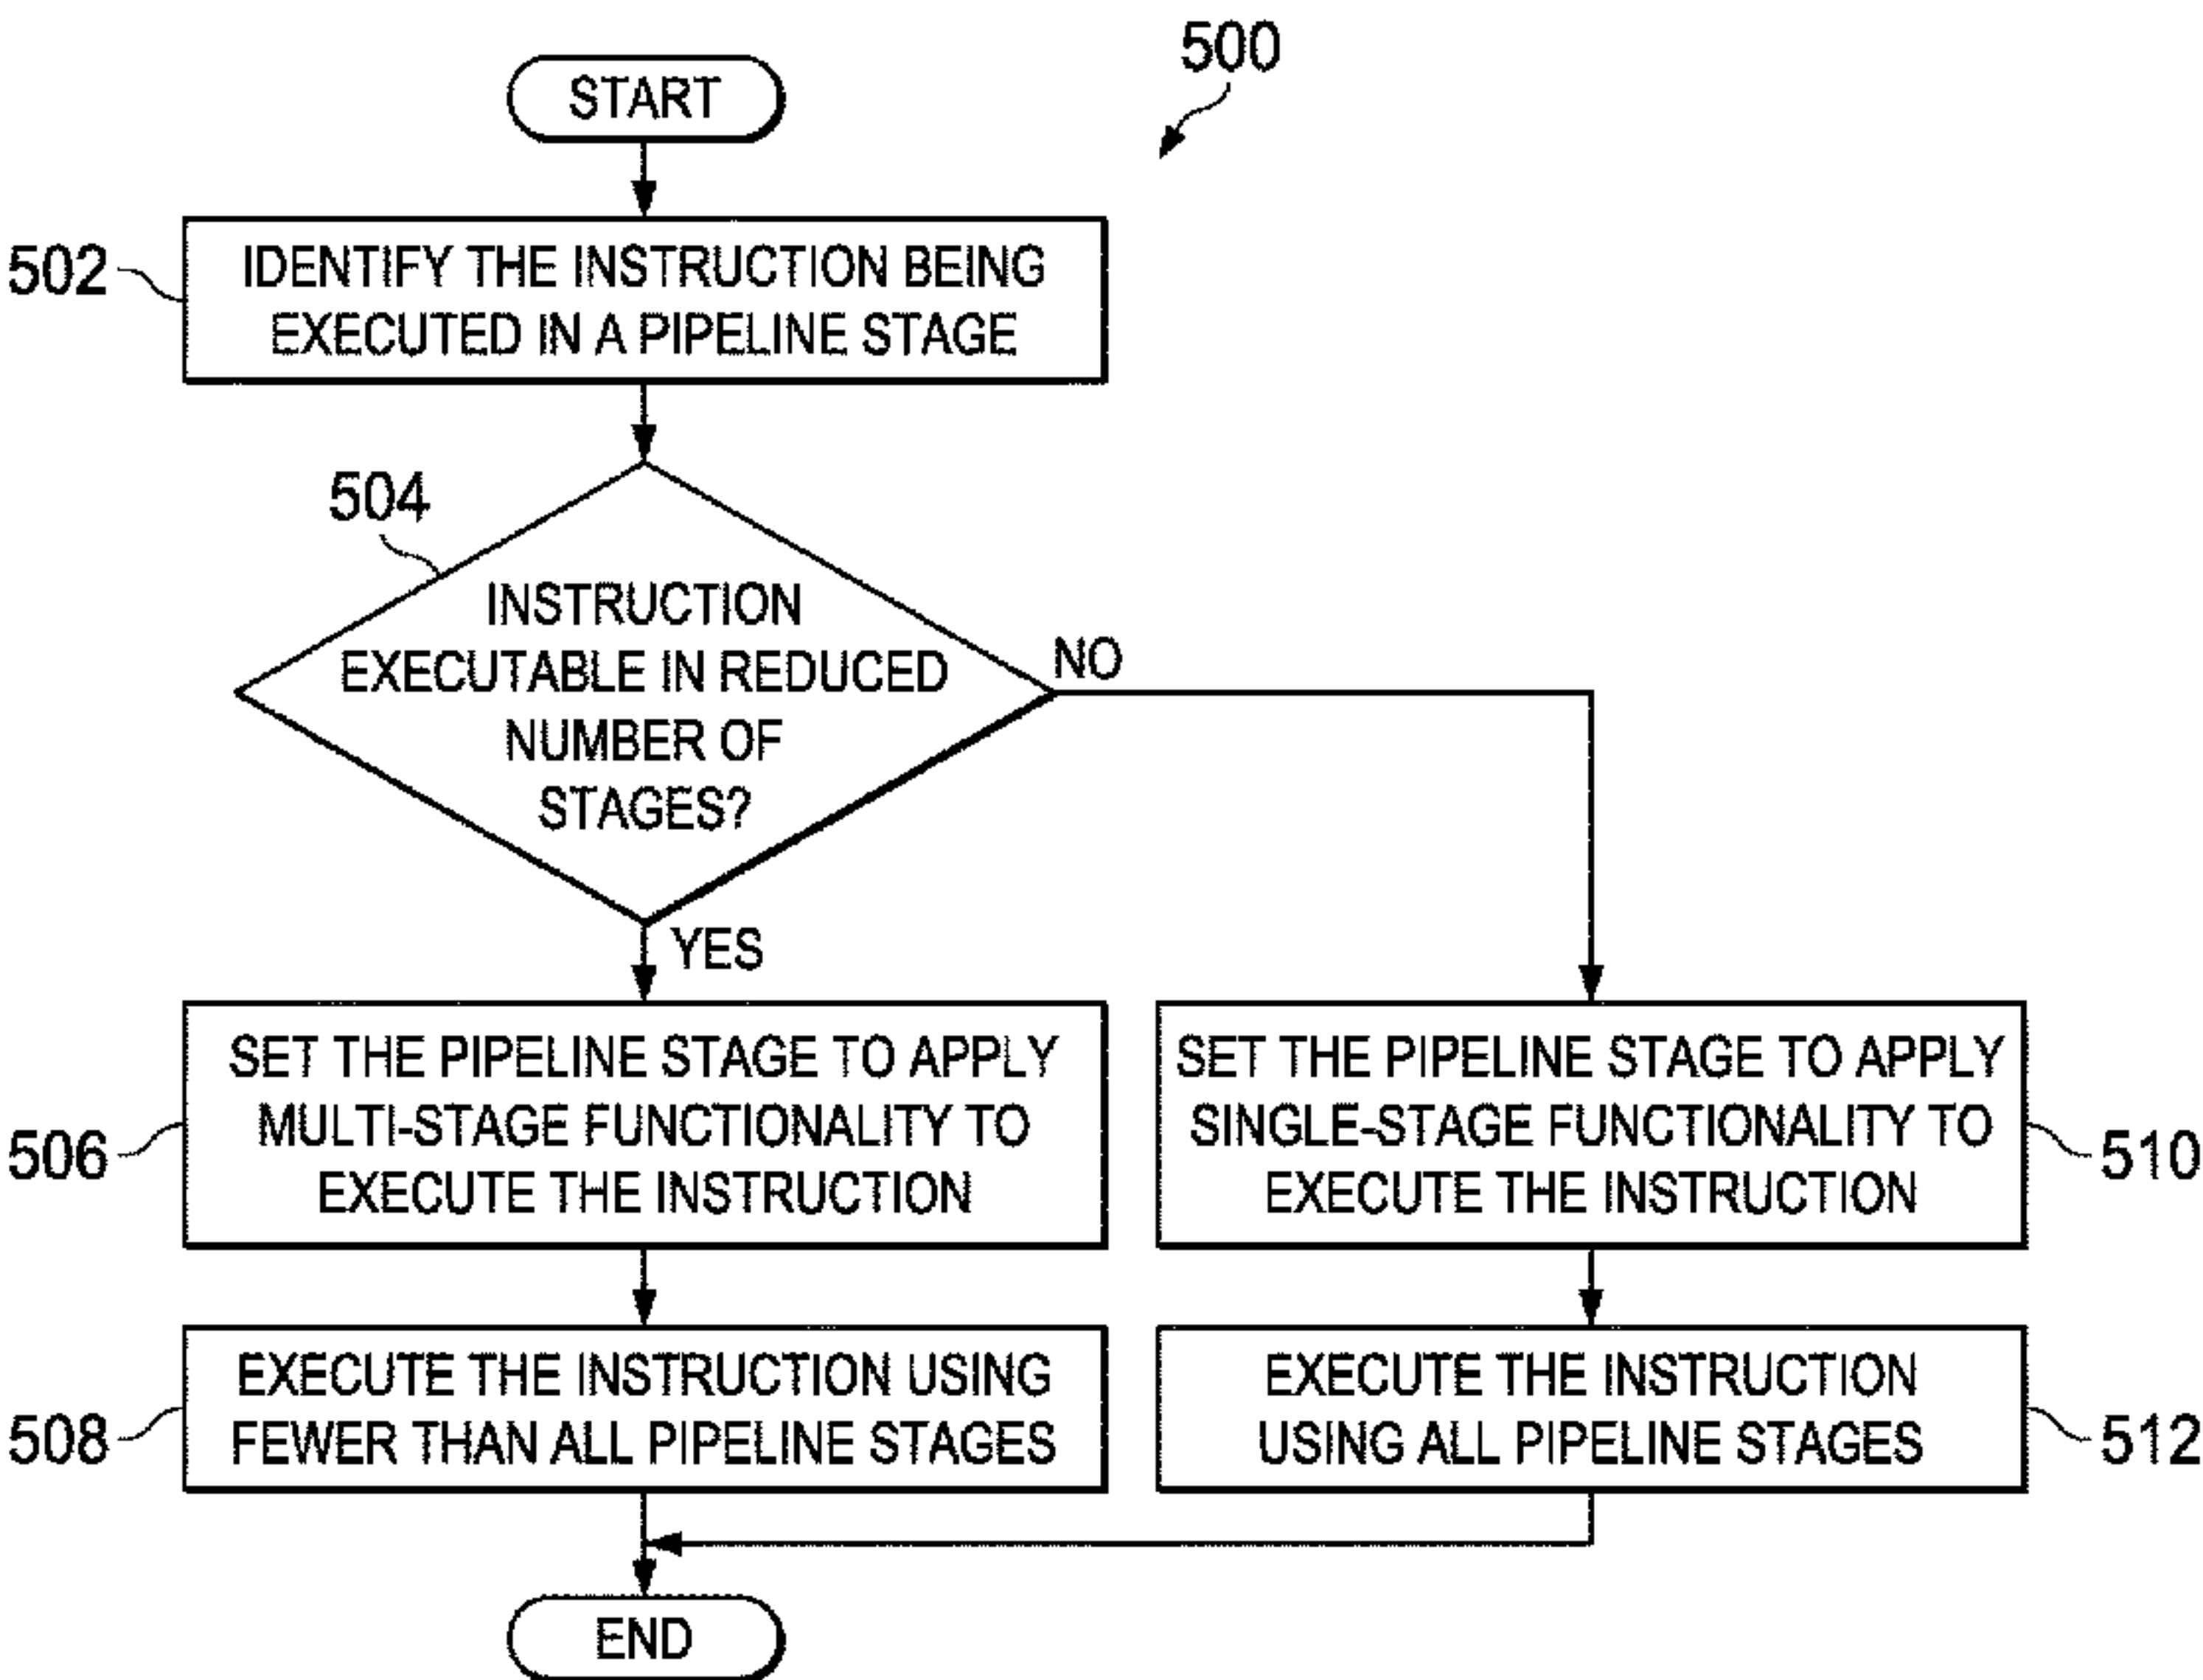 500
START
502
IDENTIFY THE INSTRUCTION BEING
EXECUTED IN A PIPELINE STAGE
504
INSTRUCTION
EXECUTABLE IN REDUCED
NUMBER OF
STAGES?
NO
YES
506
SET THE PIPELINE STAGE TO APPLY
MULTI-STAGE FUNCTIONALITY TO
EXECUTE THE INSTRUCTION
SET THE PIPELINE STAGE TO APPLY
SINGLE-STAGE FUNCTIONALITY TO
EXECUTE THE INSTRUCTION
510
508
EXECUTE THE INSTRUCTION USING
FEWER THAN ALL PIPELINE STAGES
EXECUTE THE INSTRUCTION
USING ALL PIPELINE STAGES
512
END